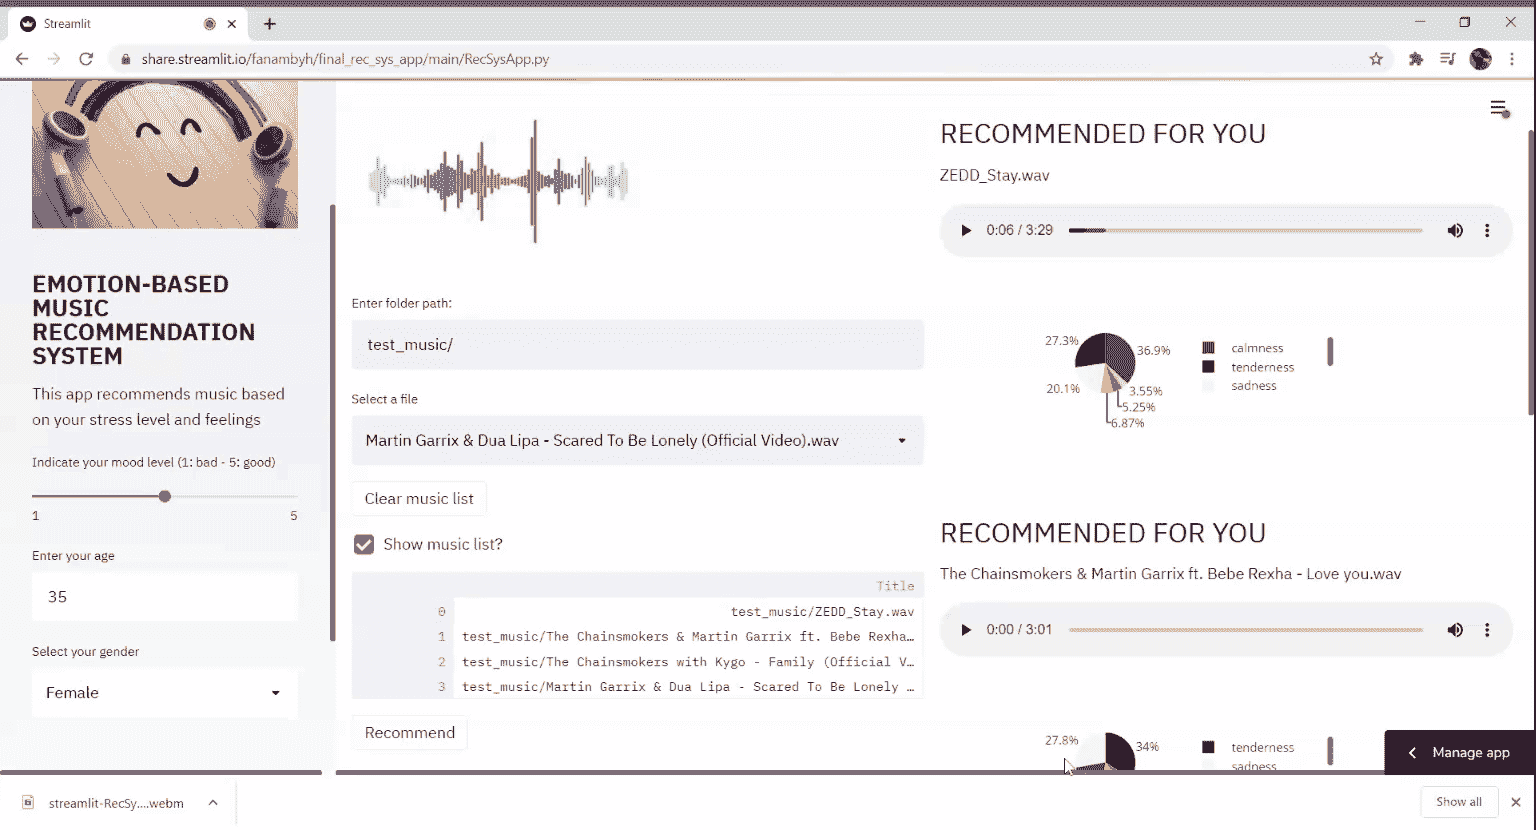 Streamlit
share.streamlit.io/fanambyh/final_rec_sys_app/main/RecSysApp.py
EMOTION-BASED
MUSIC
RECOMMENDATION
SYSTEM
This app recommends music based
on your stress level and feelings
Indicate your mood level (1: bad - 5: good)
1
5
Enter your age
35
Select your gender
Female
Enter folder path:
test_music/
Select a file
Martin Garrix & Dua Lipa - Scared To Be Lonely (Official Video).wav
Clear music list
Show music list?
Title
0 test_music/ZEDD_Stay.wav
1 test_music/The Chainsmokers & Martin Garrix ft. Bebe Rexha…
2 test_music/The Chainsmokers with Kygo - Family (Official V…
3 test_music/Martin Garrix & Dua Lipa - Scared To Be Lonely …
Recommend
RECOMMENDED FOR YOU
ZEDD_Stay.wav
0:06 / 3:29
27.3%
36.9%
20.1%
3.55%
5.25%
6.87%
calmness
tenderness
sadness
RECOMMENDED FOR YOU
The Chainsmokers & Martin Garrix ft. Bebe Rexha - Love you.wav
0:00 / 3:01
27.8%
34%
tenderness
sadness
Manage app
streamlit-RecSy....webm
Show all